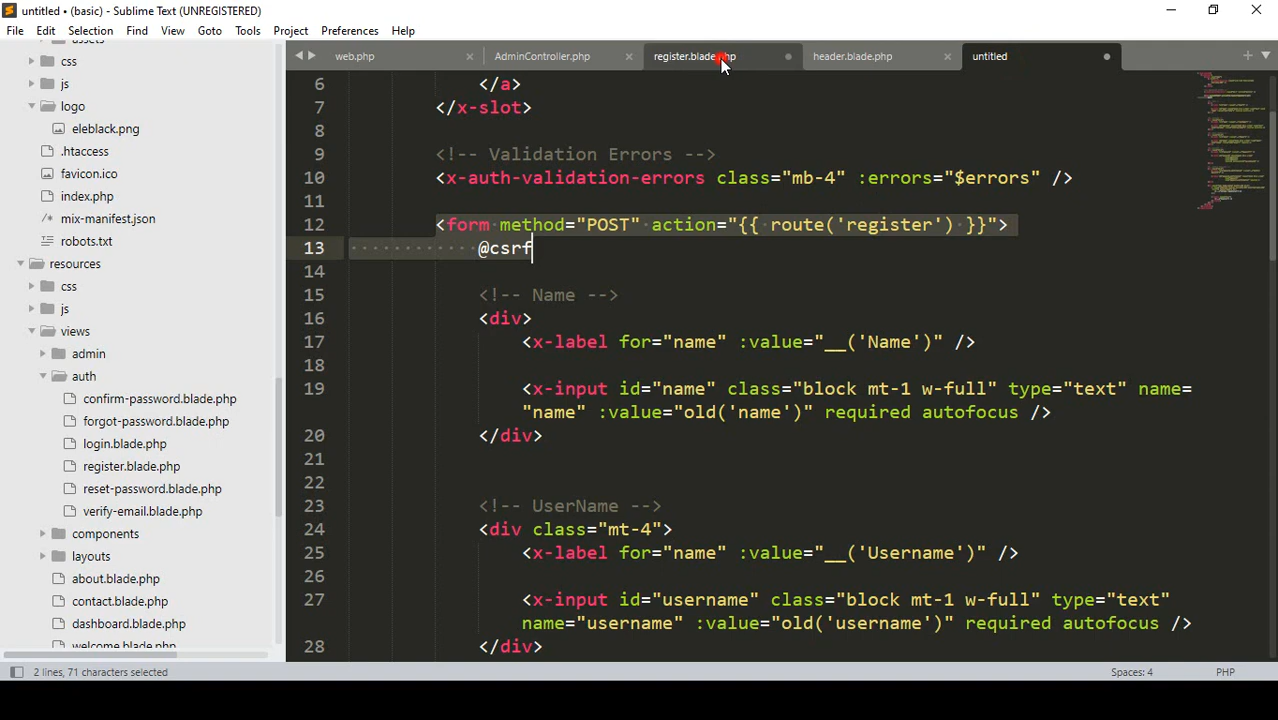 untitled • (basic) - Sublime Text (UNREGISTERED)
File Edit Selection Find View Goto Tools Project Preferences Help
web.php × AdminController.php × register.blade.php header.blade.php × untitled
css
js
logo
eleblack.png
.htaccess
favicon.ico
index.php
mix-manifest.json
robots.txt
resources
css
js
views
admin
auth
confirm-password.blade.php
forgot-password.blade.php
login.blade.php
register.blade.php
reset-password.blade.php
verify-email.blade.php
components
layouts
about.blade.php
contact.blade.php
dashboard.blade.php
welcome.blade.php
6 </a>
7 </x-slot>
8
9 <!-- Validation Errors -->
10 <x-auth-validation-errors class="mb-4" :errors="$errors" />
11
12 <form method="POST" action="{{ route('register') }}">
13 @csrf
14
15 <!-- Name -->
16 <div>
17 <x-label for="name" :value="__('Name')" />
18
19 <x-input id="name" class="block mt-1 w-full" type="text" name=
"name" :value="old('name')" required autofocus />
20 </div>
21
22
23 <!-- UserName -->
24 <div class="mt-4">
25 <x-label for="name" :value="__('Username')" />
26
27 <x-input id="username" class="block mt-1 w-full" type="text"
name="username" :value="old('username')" required autofocus />
28 </div>
2 lines, 71 characters selected Spaces: 4 PHP